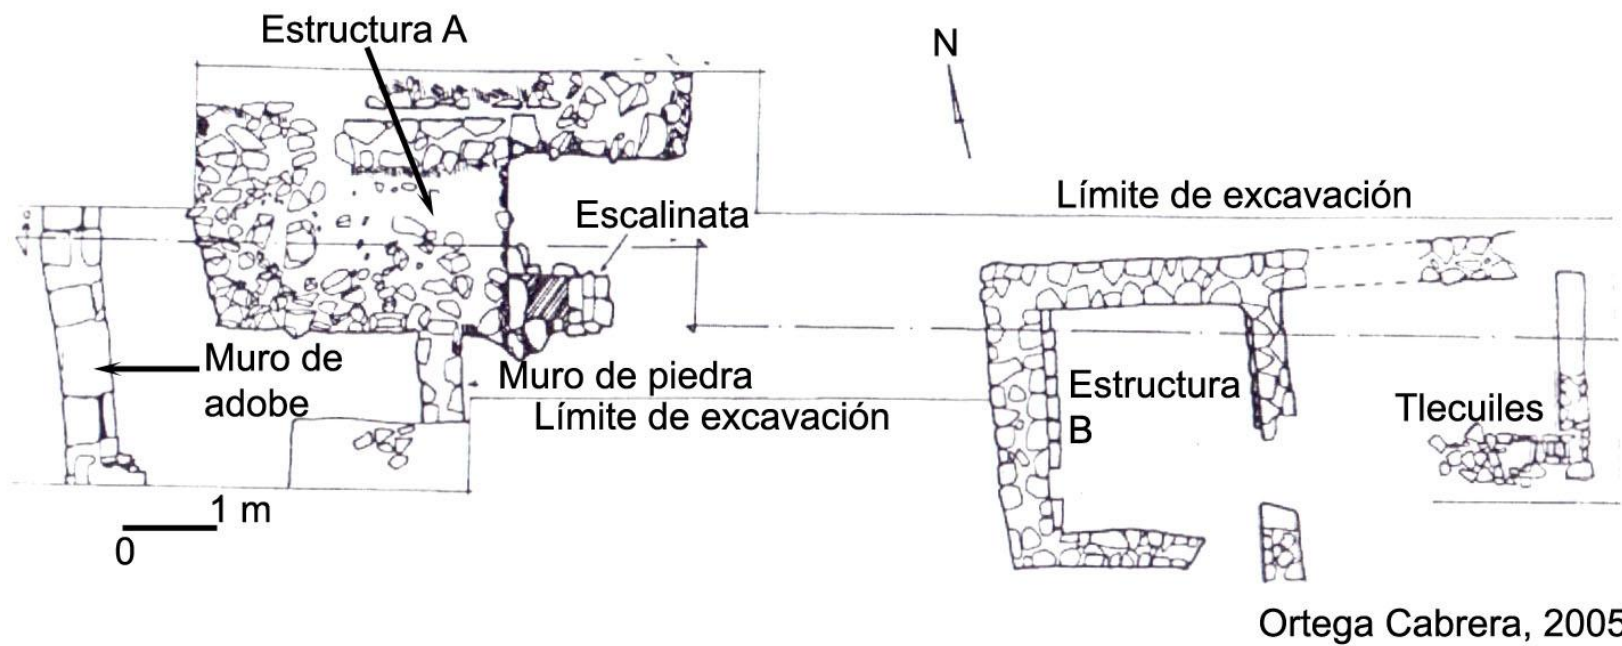 Estructura A
N
Límite de excavación
Escalinata
Muro de
adobe
Muro de piedra
Límite de excavación
Estructura
B
Tlecuiles
1 m
0
Ortega Cabrera, 2005